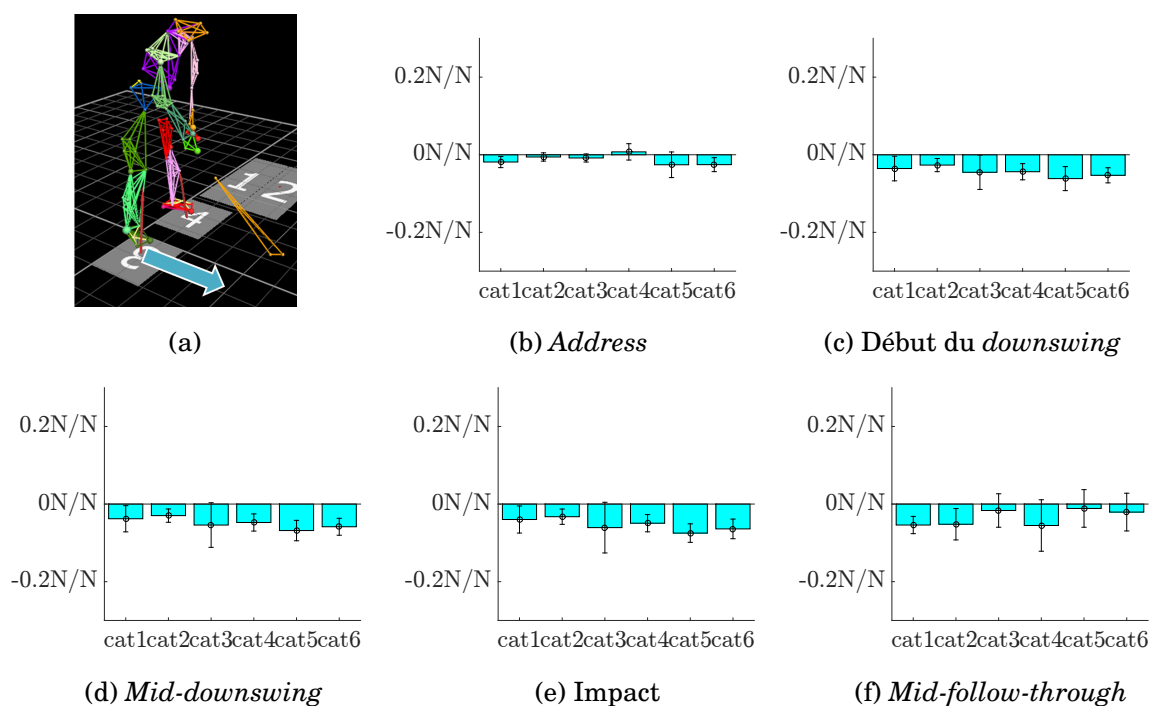 1
2
4
3
(a)
0.2N/N
0N/N
-0.2N/N
cat1cat2cat3cat4cat5cat6
(b) Address
0.2N/N
0N/N
-0.2N/N
cat1cat2cat3cat4cat5cat6
(c) Début du downswing
0.2N/N
0N/N
-0.2N/N
cat1cat2cat3cat4cat5cat6
(d) Mid-downswing
0.2N/N
0N/N
-0.2N/N
cat1cat2cat3cat4cat5cat6
(e) Impact
0.2N/N
0N/N
-0.2N/N
cat1cat2cat3cat4cat5cat6
(f) Mid-follow-through